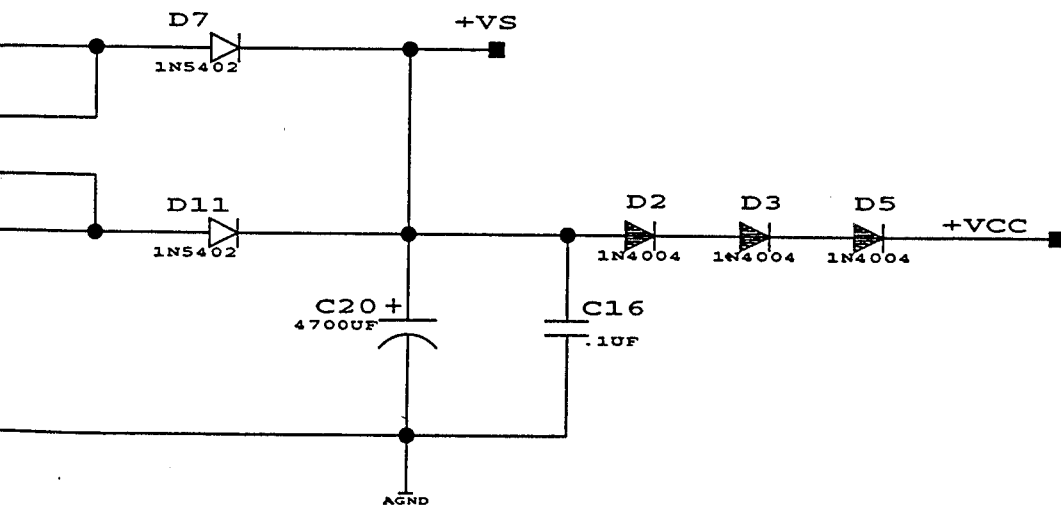 D7
+VS
1N5402
D11
1N5402
D2
D3
D5
+VCC
1N4004
1N4004
1N4004
C20 +
4700UF
C16
.1UF
AGND